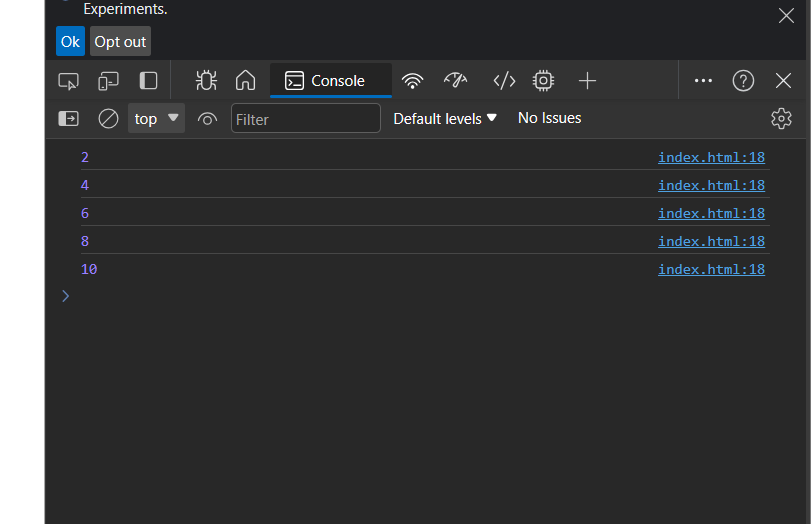 Experiments.
Ok Opt out
Console
top Filter Default levels No Issues
2 index.html:18
4 index.html:18
6 index.html:18
8 index.html:18
10 index.html:18